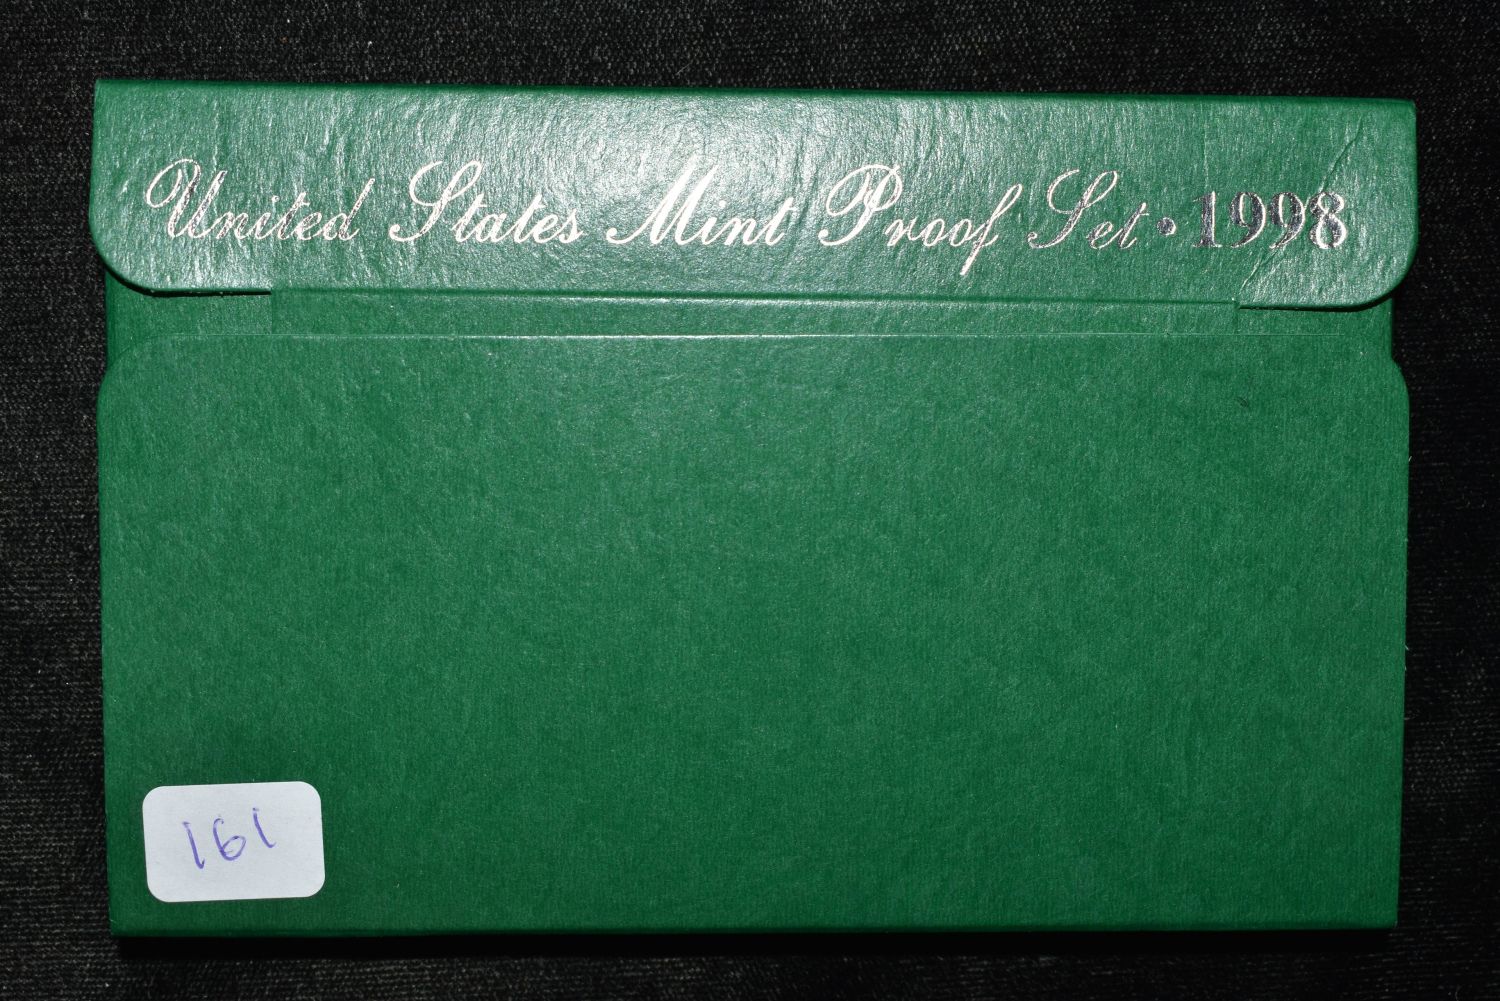 United States Mint Proof Set • 1998
161